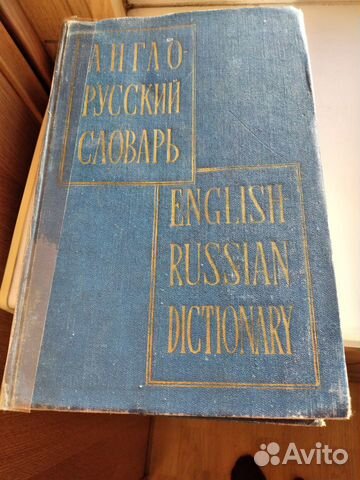 АНГЛО-
РУССКИЙ
СЛОВАРЬ
ENGLISH
RUSSIAN
DICTIONARY
Avito